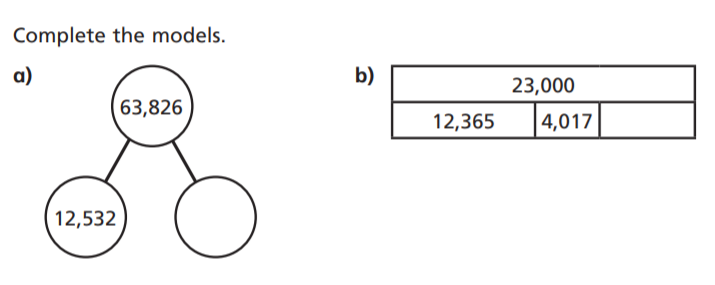 Complete the models.
a)
63,826
12,532
b)
23,000
12,365 4,017